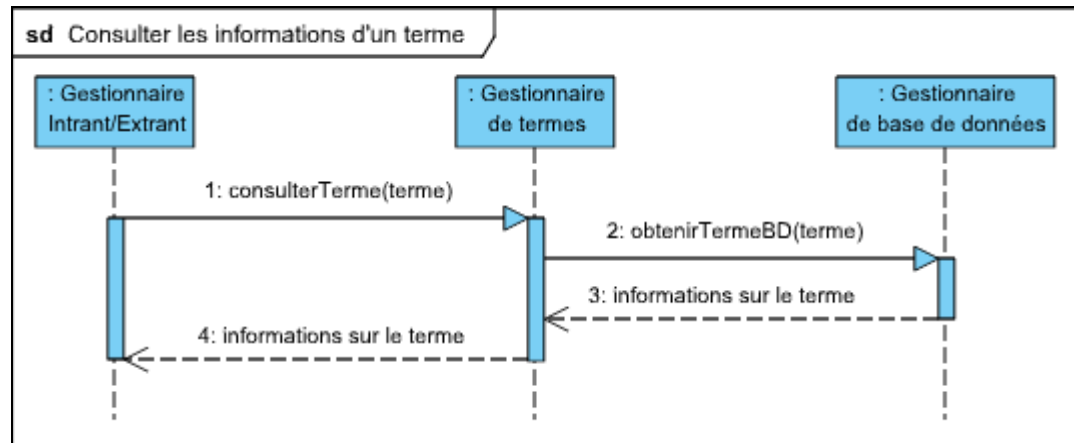 sd Consulter les informations d'un terme
: Gestionnaire
Intrant/Extrant
: Gestionnaire
de termes
: Gestionnaire
de base de données
1: consulterTerme(terme)
2: obtenirTermeBD(terme)
3: informations sur le terme
4: informations sur le terme